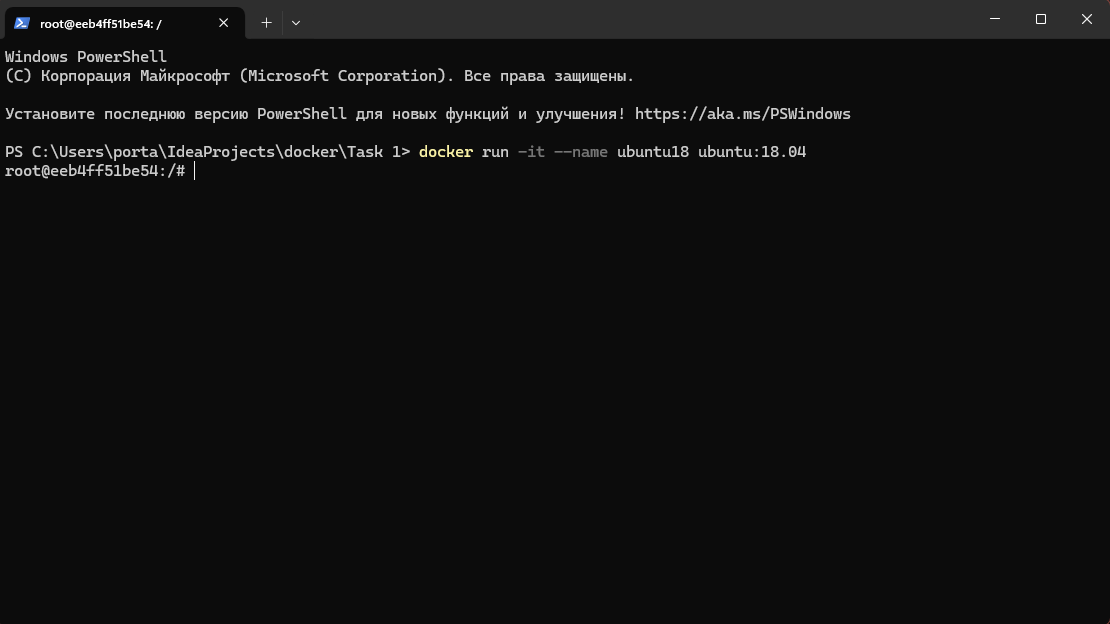 root@eeb4ff51be54: /
Windows PowerShell
(C) Корпорация Майкрософт (Microsoft Corporation). Все права защищены.
Установите последнюю версию PowerShell для новых функций и улучшения! https://aka.ms/PSWindows
PS C:\Users\porta\IdeaProjects\docker\Task 1> docker run -it --name ubuntu18 ubuntu:18.04
root@eeb4ff51be54:/#